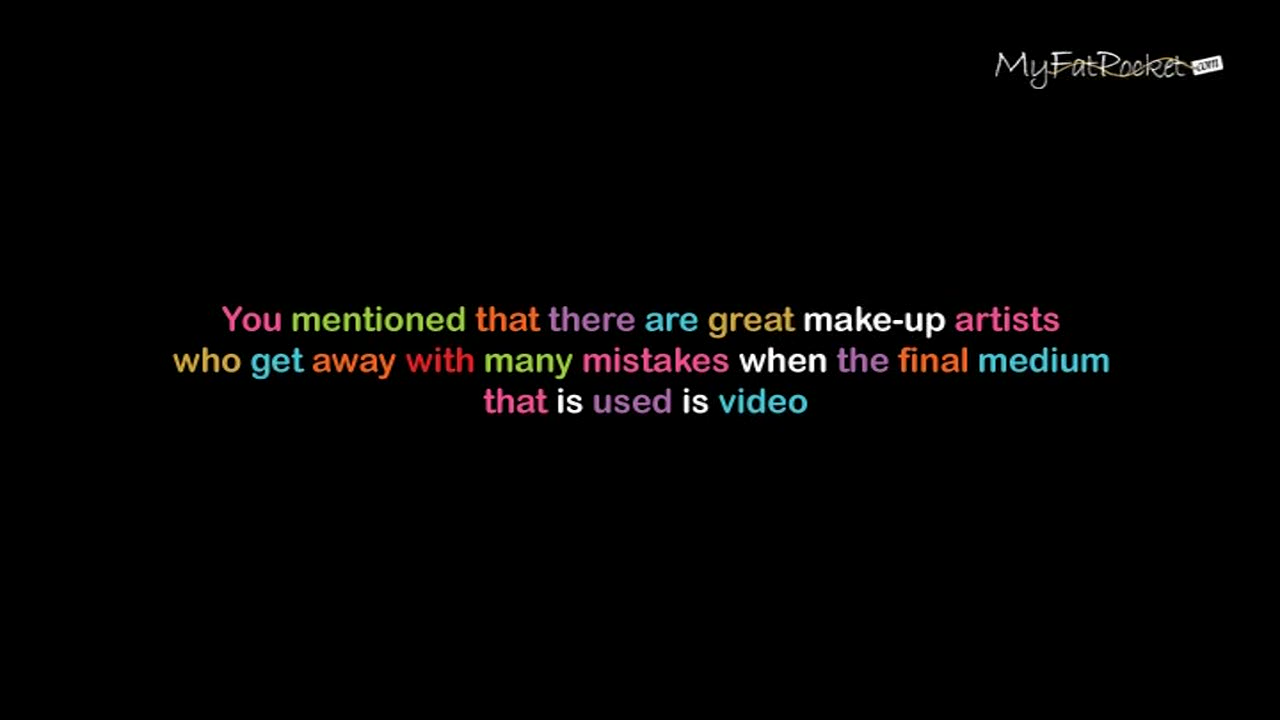 MyFatRocket.com
You mentioned that there are great make-up artists
who get away with many mistakes when the final medium
that is used is video